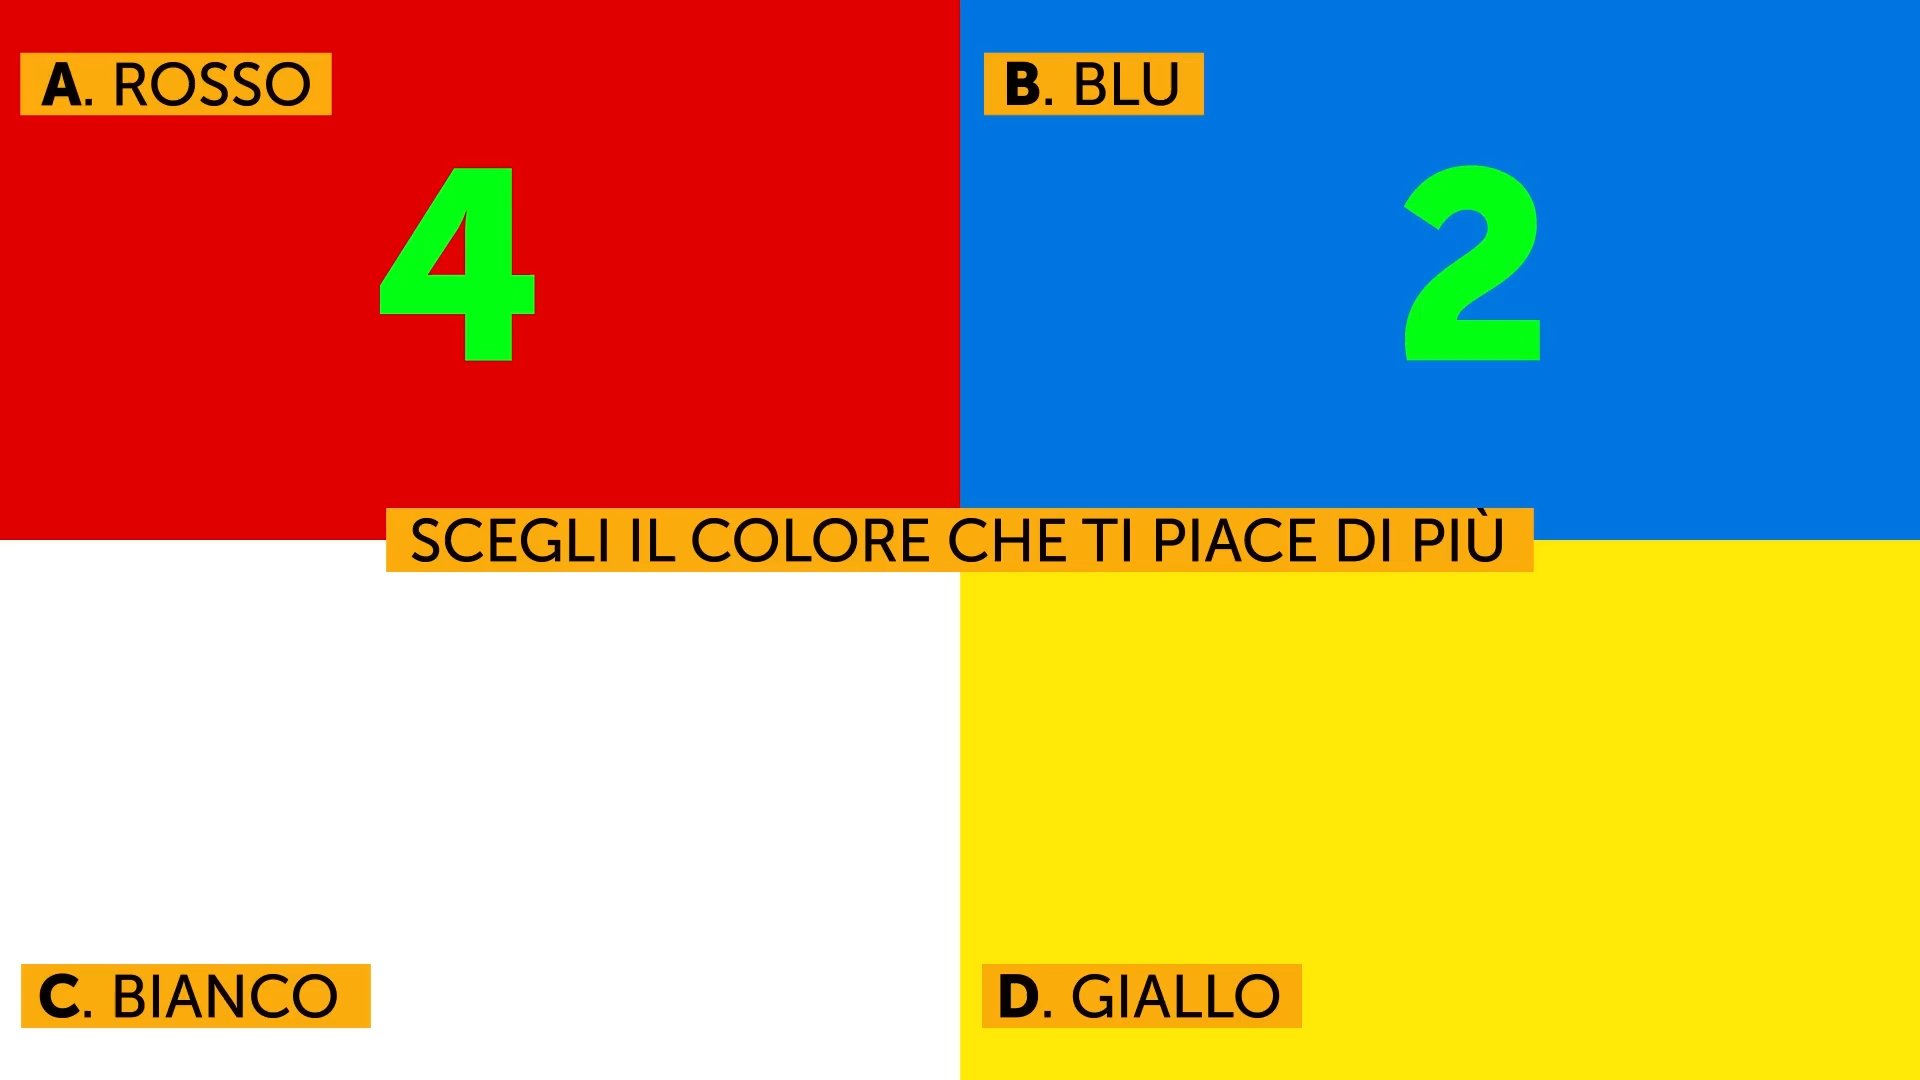 A. ROSSO
B. BLU
4
2
SCEGLI IL COLORE CHE TI PIACE DI PIÙ
C. BIANCO
D. GIALLO